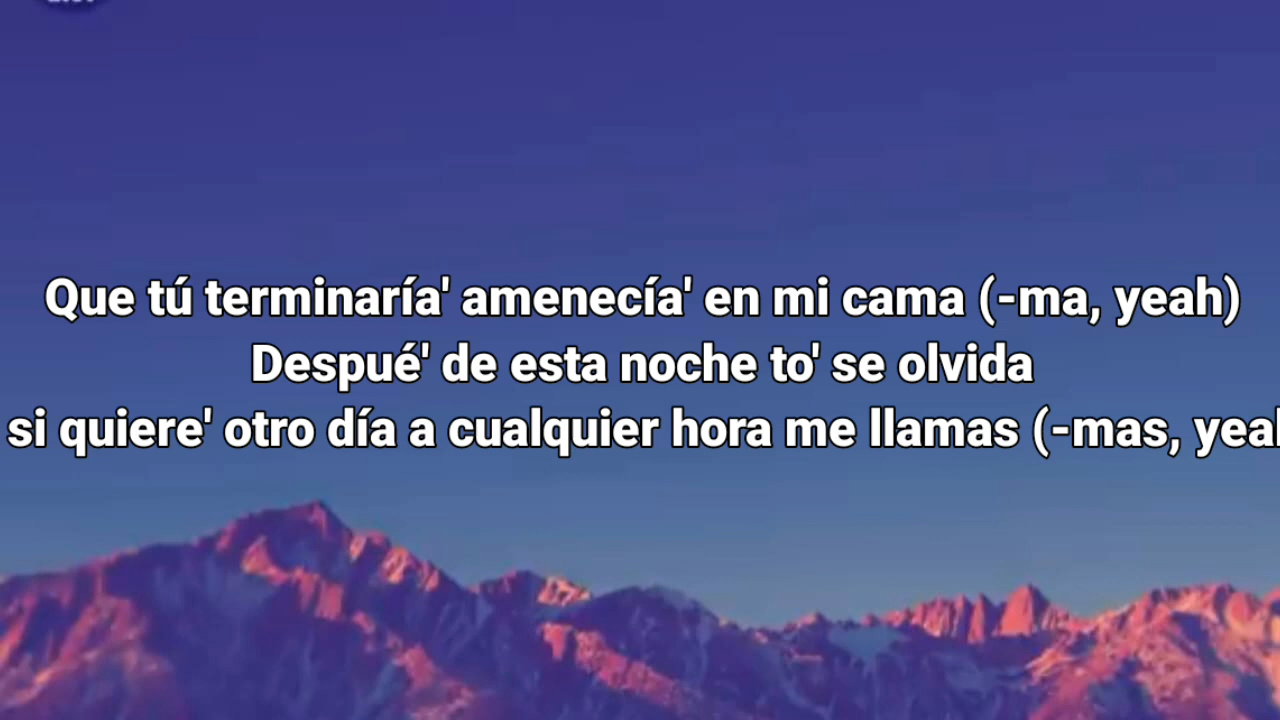 Que tú terminaría' amenecía' en mi cama (-ma, yeah)
Despué' de esta noche to' se olvida
si quiere' otro día a cualquier hora me llamas (-mas, yeah